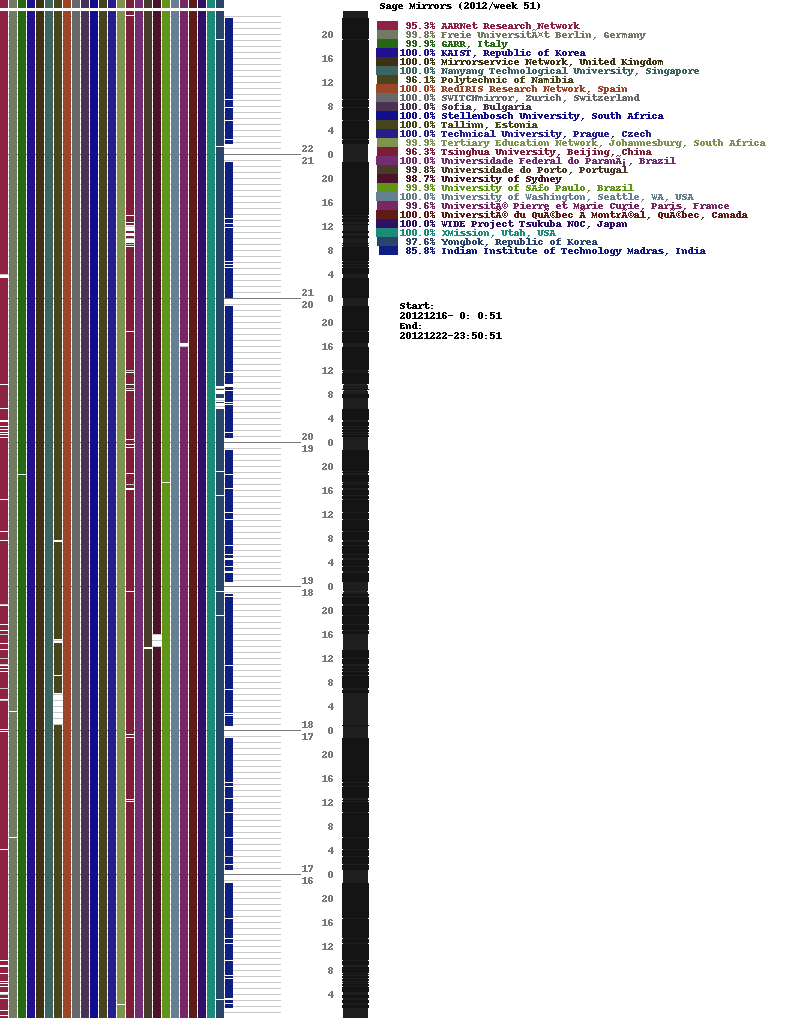 Sage Mirrors (2012/week 51)
95.3% AARNet Research Network
99.8% Freie UniversitÃ¤t Berlin, Germany
99.9% GARR, Italy
100.0% KAIST, Republic of Korea
100.0% Mirrorservice Network, United Kingdom
100.0% Nanyang Technological University, Singapore
96.1% Polytechnic of Namibia
100.0% RedIRIS Research Network, Spain
100.0% SWITCHmirror, Zurich, Switzerland
100.0% Sofia, Bulgaria
100.0% Stellenbosch University, South Africa
100.0% Tallinn, Estonia
100.0% Technical University, Prague, Czech
99.9% Tertiary Education Network, Johannesburg, South Africa
96.3% Tsinghua University, Beijing, China
100.0% Universidade Federal do ParanÃ¡, Brazil
99.8% Universidade do Porto, Portugal
98.7% University of Sydney
99.9% University of SÃ£o Paulo, Brazil
100.0% University of Washington, Seattle, WA, USA
99.6% UniversitÃ© Pierre et Marie Curie, Paris, France
100.0% UniversitÃ© du QuÃ©bec Ã MontrÃ©al, QuÃ©bec, Canada
100.0% WIDE Project Tsukuba NOC, Japan
100.0% XMission, Utah, USA
97.6% Yongbok, Republic of Korea
85.8% Indian Institute of Technology Madras, India
Start:
20121216- 0: 0:51
End:
20121222-23:50:51
20
16
12
8
4
22
0
21
20
16
12
8
4
21
0
20
20
16
12
8
4
20
0
19
20
16
12
8
4
19
0
18
20
16
12
8
4
18
0
17
20
16
12
8
4
17
0
16
20
16
12
8
4